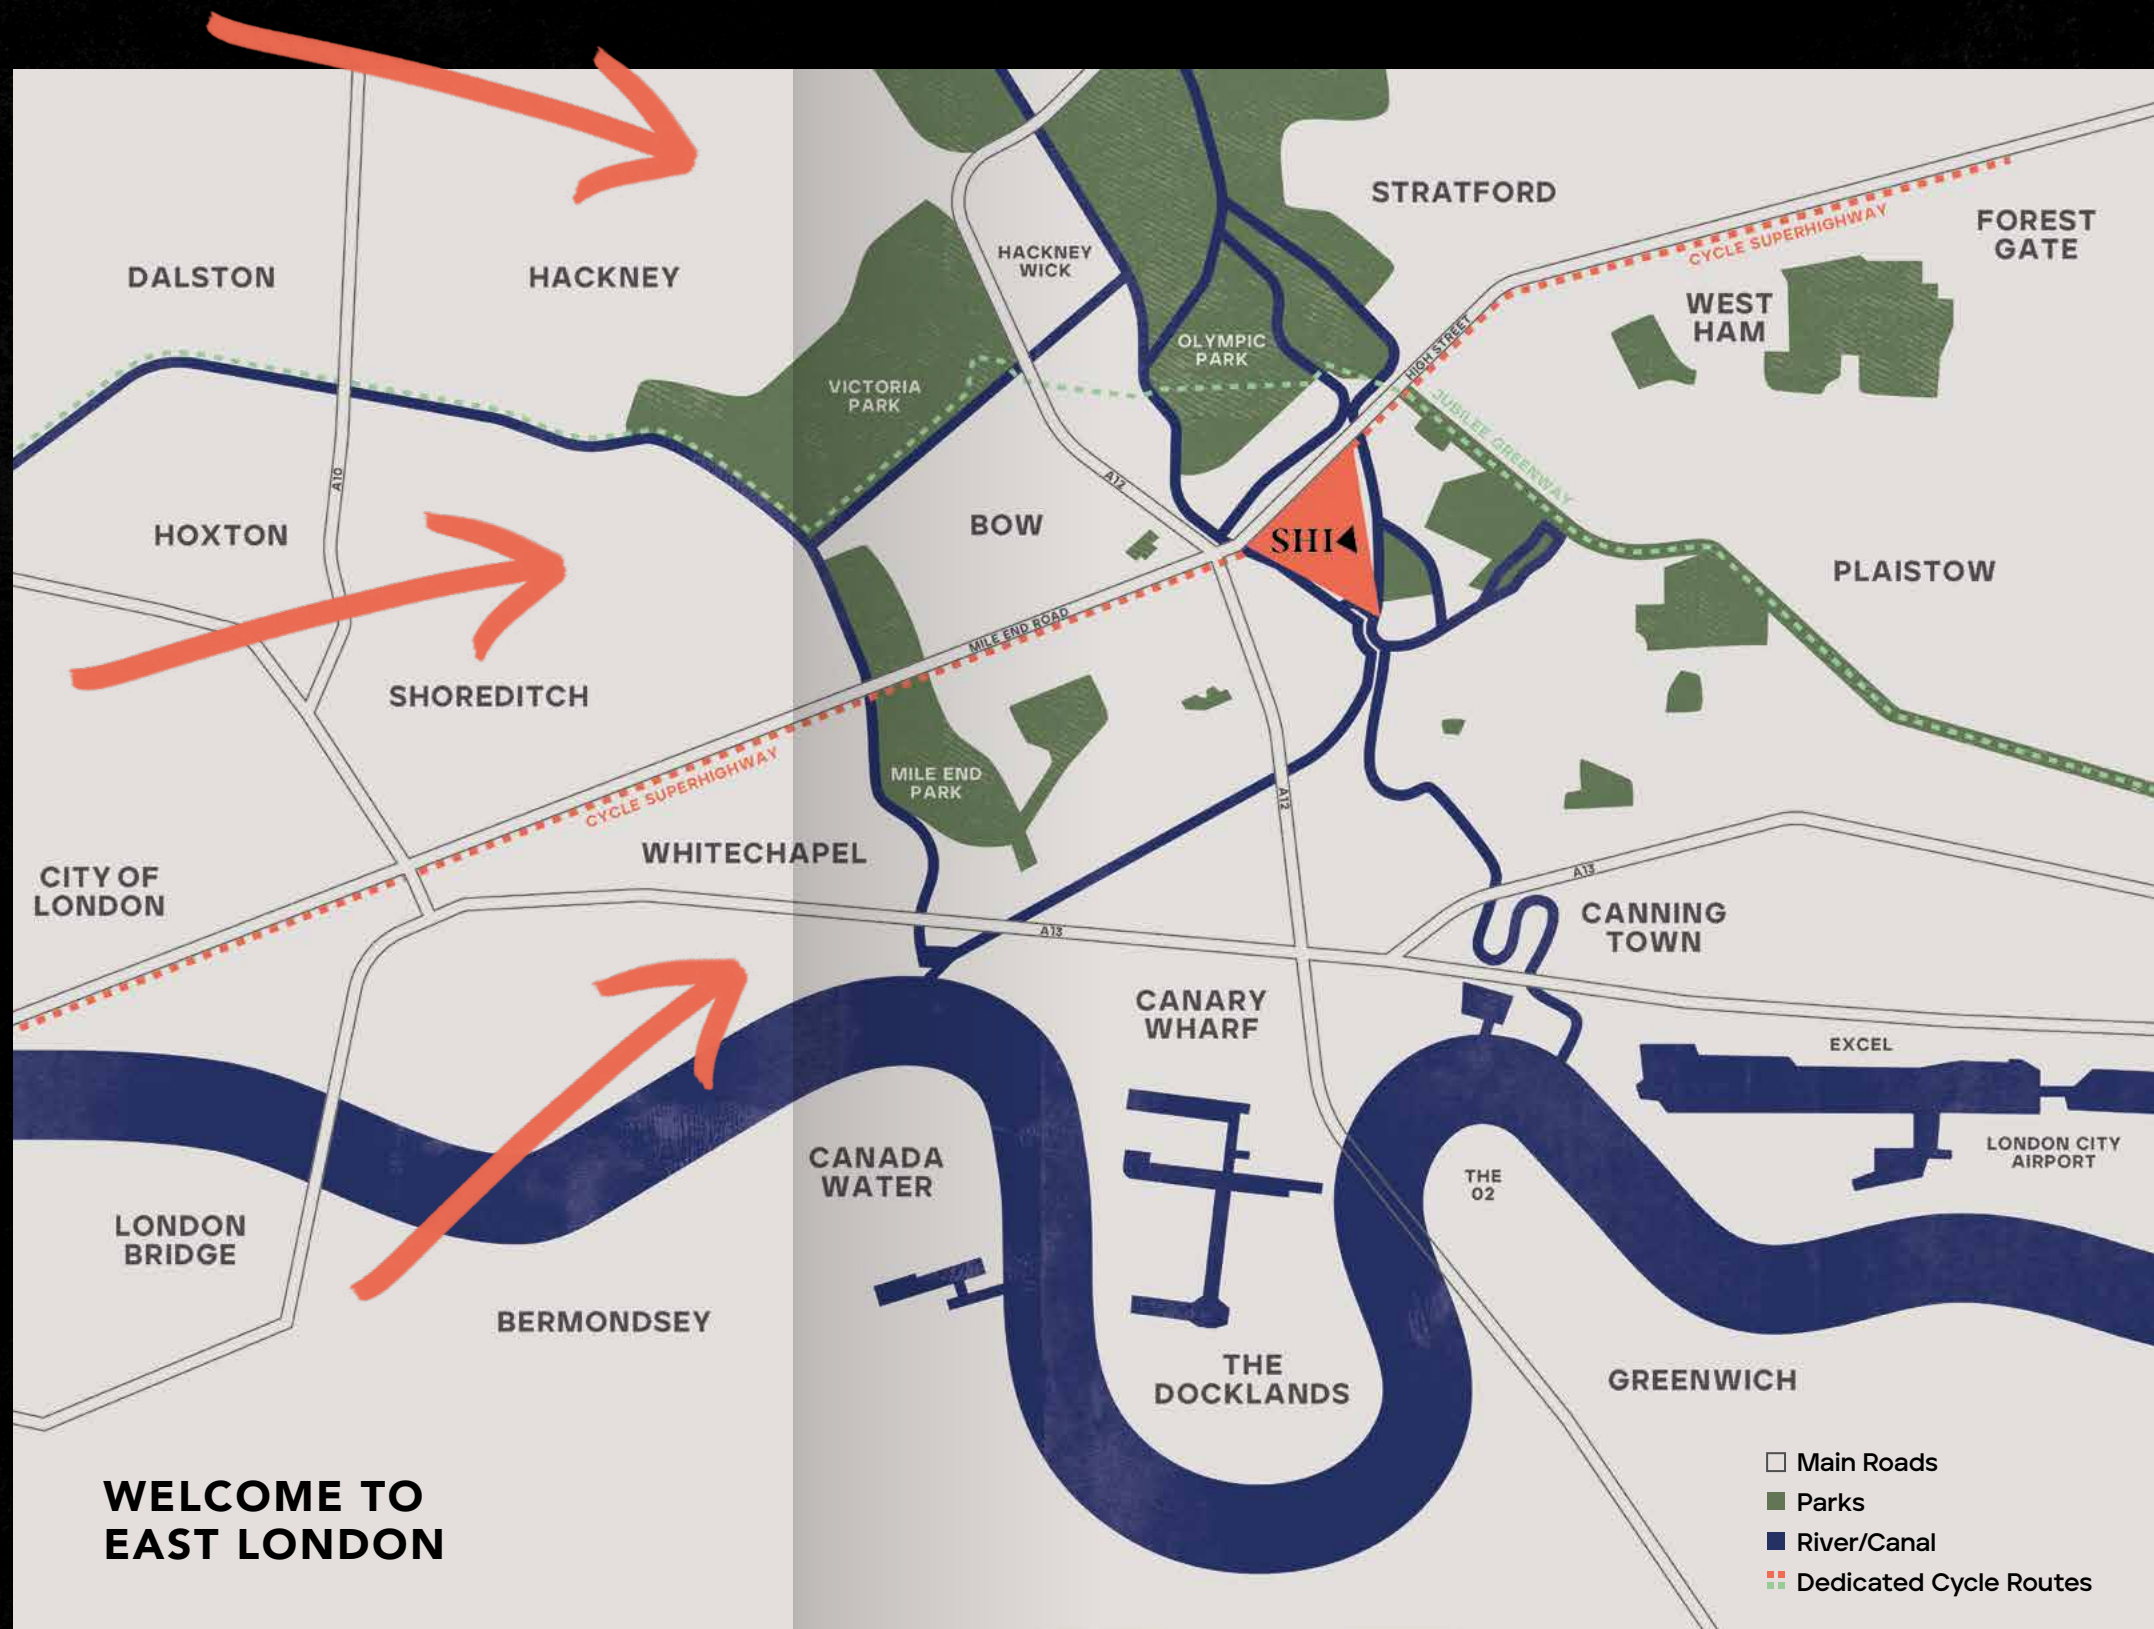 STRATFORD
FOREST
GATE
CYCLE SUPERHIGHWAY
HACKNEY
WICK
DALSTON
HACKNEY
WEST
HAM
OLYMPIC
PARK
HIGH STREET
VICTORIA
PARK
JUBILEE GREENWAY
A10
A12
HOXTON
BOW
SHI
PLAISTOW
MILE END ROAD
SHOREDITCH
CYCLE SUPERHIGHWAY
MILE END
PARK
A12
WHITECHAPEL
CITY OF
LONDON
A13
A13
CANNING
TOWN
CANARY
WHARF
EXCEL
LONDON CITY
AIRPORT
CANADA
WATER
THE
02
LONDON
BRIDGE
BERMONDSEY
THE
DOCKLANDS
GREENWICH
WELCOME TO
EAST LONDON
Main Roads
Parks
River/Canal
Dedicated Cycle Routes